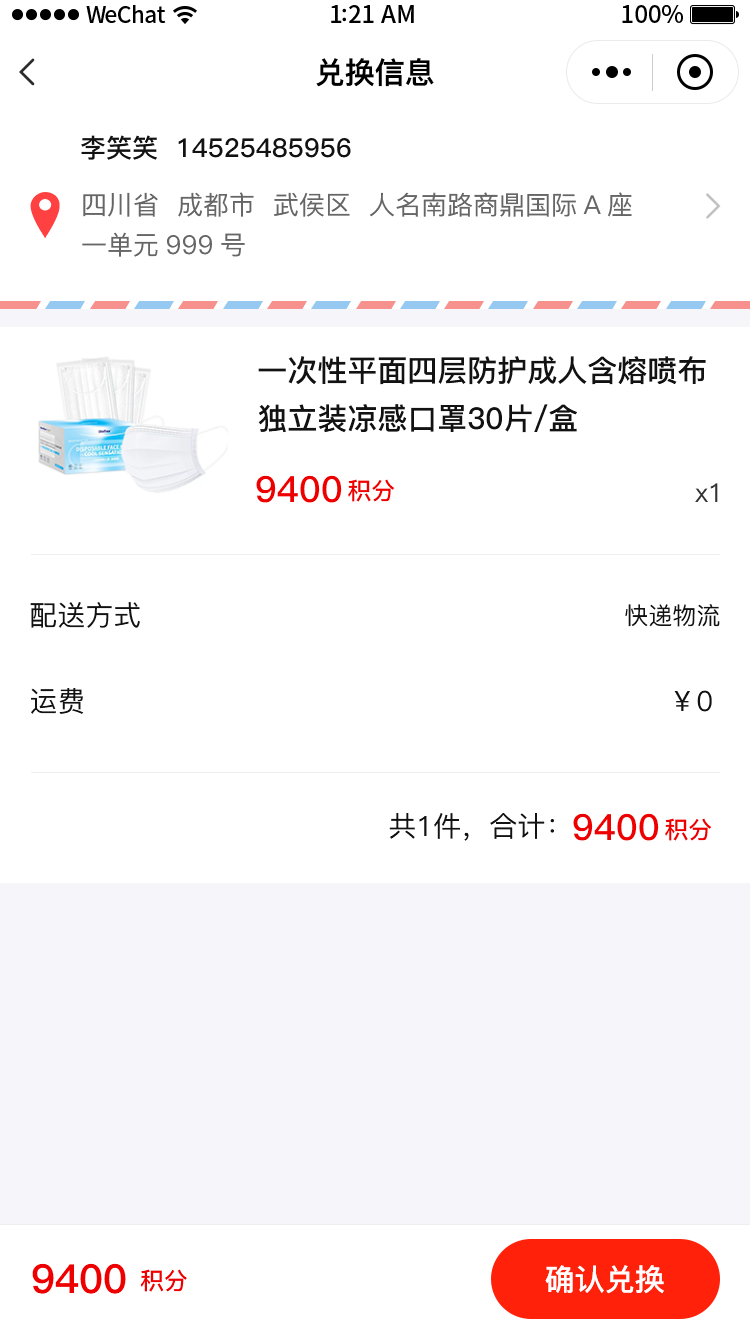 WeChat 1:21 AM 100%
兑换信息
李笑笑 14525485956
四川省 成都市 武侯区 人名南路商鼎国际 A 座
一单元 999 号
一次性平面四层防护成人含熔喷布
独立装凉感口罩30片/盒
9400 积分 x1
配送方式 快递物流
运费 ¥0
共1件，合计：9400 积分
9400 积分 确认兑换